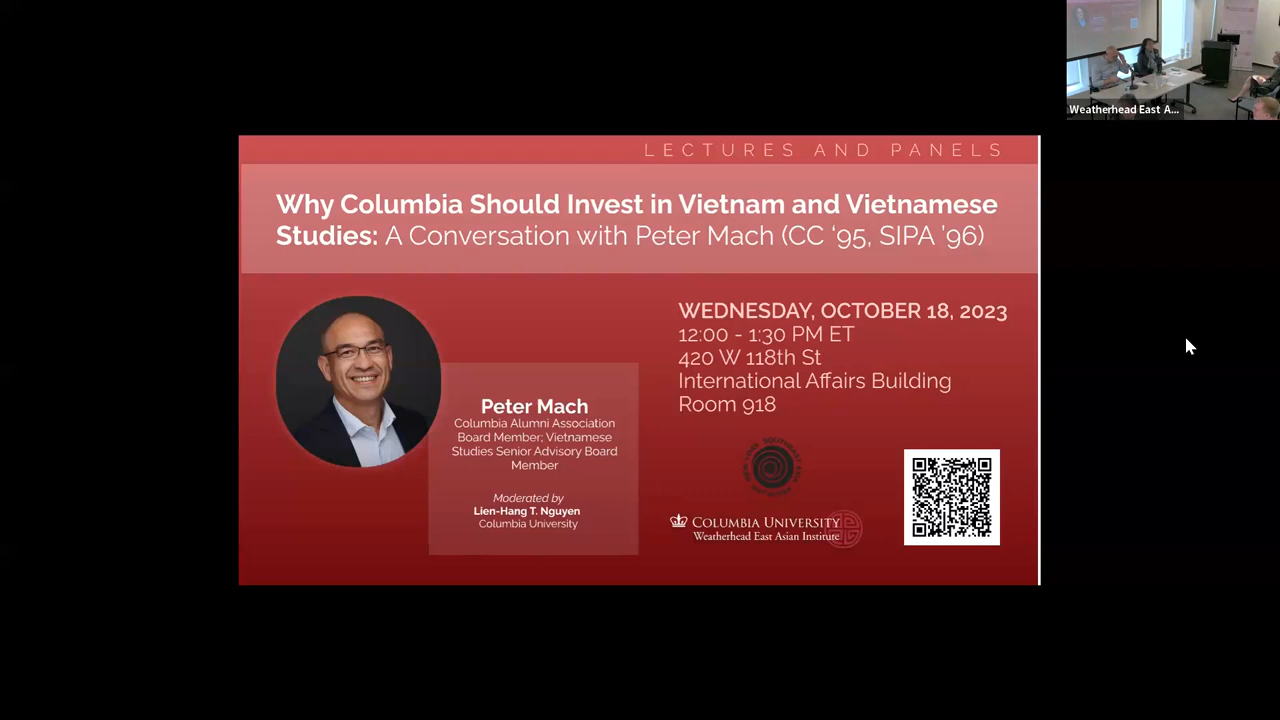 Weatherhead East A...
LECTURES AND PANELS
Why Columbia Should Invest in Vietnam and Vietnamese
Studies: A Conversation with Peter Mach (CC ‘95, SIPA ’96)
WEDNESDAY, OCTOBER 18, 2023
12:00 - 1:30 PM ET
420 W 118th St
International Affairs Building
Room 918
Peter Mach
Columbia Alumni Association
Board Member; Vietnamese
Studies Senior Advisory Board
Member
Moderated by
Lien-Hang T. Nguyen
Columbia University
COLUMBIA UNIVERSITY
Weatherhead East Asian Institute